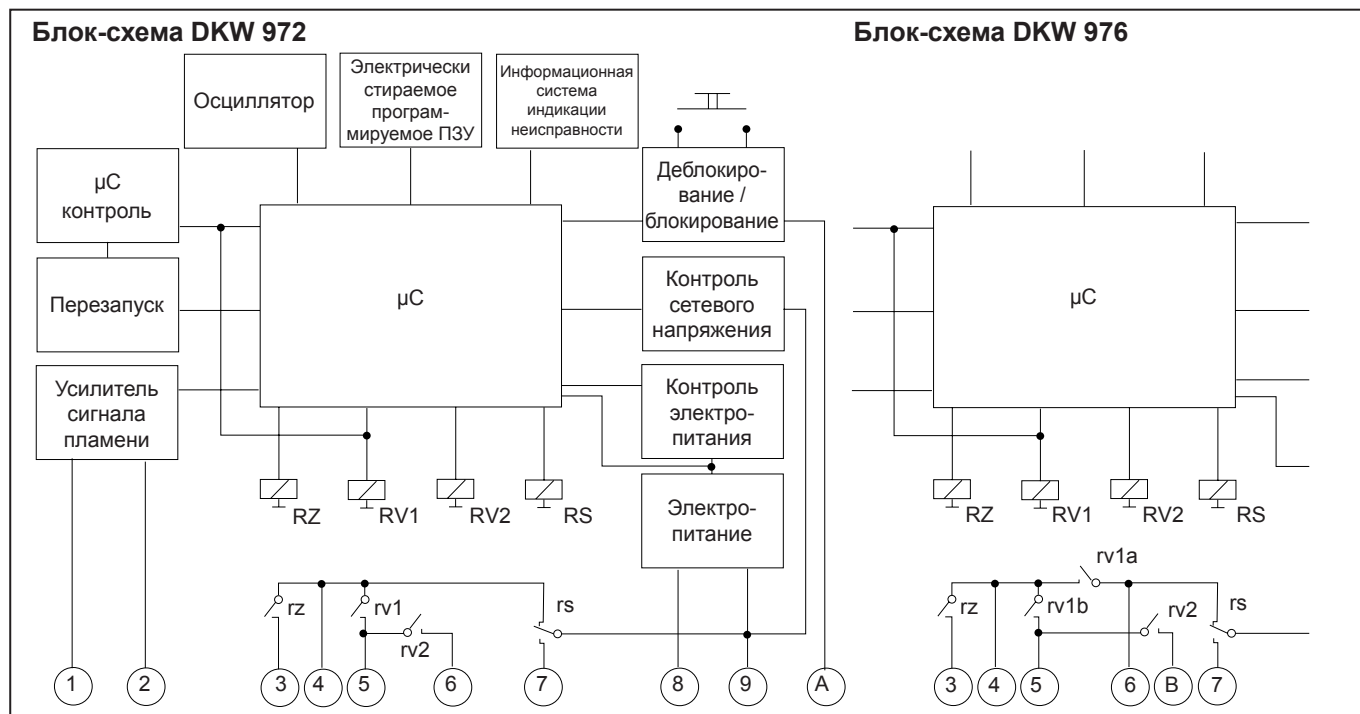 Блок-схема DKW 972
Осциллятор
Электрически
стираемое
програм-
мируемое ПЗУ
Информационная
система
индикации
неисправности
µC
контроль
Перезапуск
Усилитель
сигнала
пламени
µC
Деблокиро-
вание /
блокирование
Контроль
сетевого
напряжения
Контроль
электро-
питания
Электро-
питание
RZ
RV1
RV2
RS
rz
rv1
rv2
rs
1
2
3
4
5
6
7
8
9
A
Блок-схема DKW 976
µC
RZ
RV1
RV2
RS
rv1a
rz
rv1b
rv2
rs
3
4
5
6
B
7